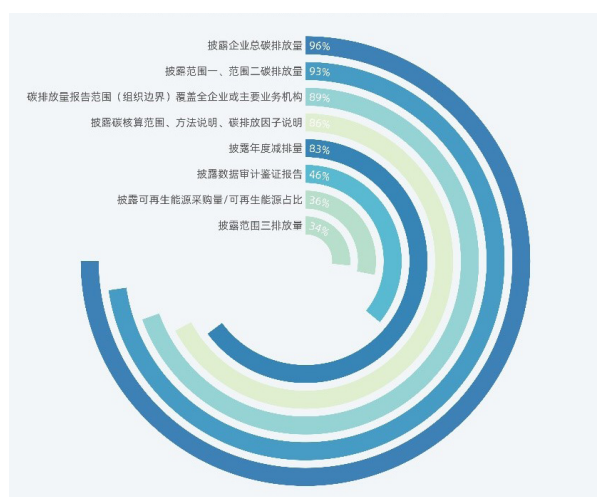 披露企业总碳排放量 96%
披露范围一、范围二碳排放量 93%
碳排放量报告范围（组织边界）覆盖全企业或主要业务机构 89%
披露碳核算范围、方法说明、碳排放因子说明 86%
披露年度减排量 83%
披露数据审计鉴证报告 46%
披露可再生能源采购量/可再生能源占比 36%
披露范围三排放量 34%